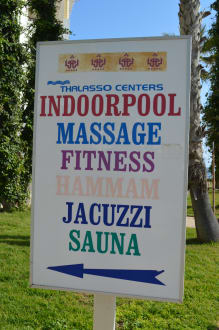 THALASSO CENTERS
INDOORPOOL
MASSAGE
FITNESS
HAMMAM
JACUZZI
SAUNA